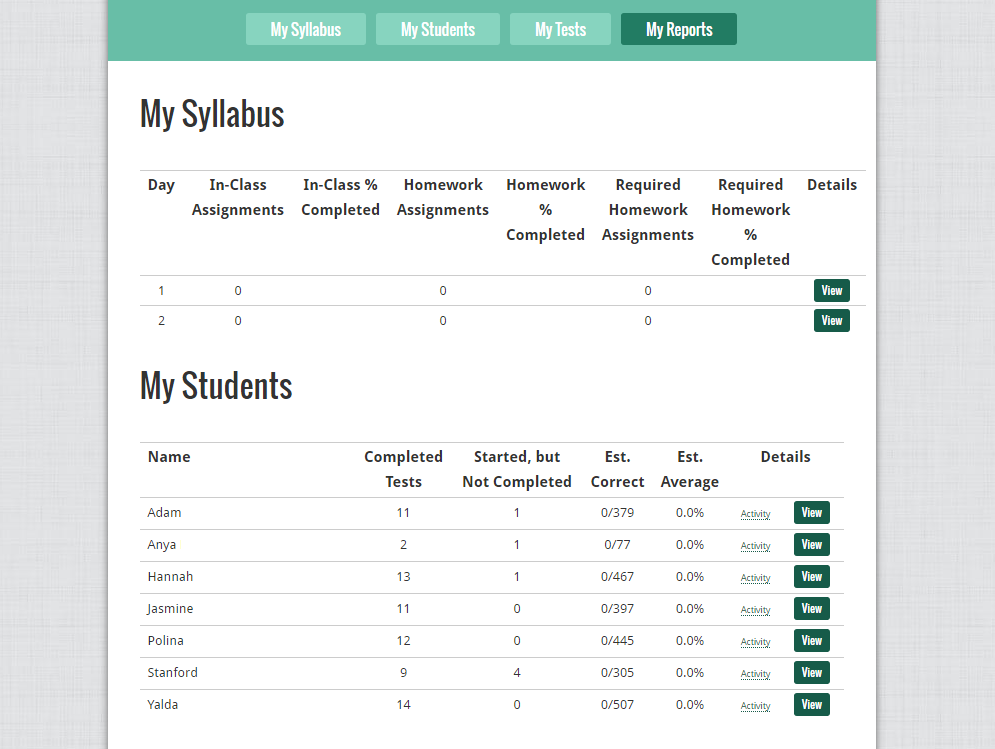 My Syllabus My Students My Tests My Reports
My Syllabus
Day In-Class Assignments In-Class % Completed Homework Assignments Homework % Completed Required Homework Assignments Required Homework % Completed Details
1 0 0 0 View
2 0 0 0 View
My Students
Name Completed Tests Started, but Not Completed Est. Correct Est. Average Details
Adam 11 1 0/379 0.0% Activity View
Anya 2 1 0/77 0.0% Activity View
Hannah 13 1 0/467 0.0% Activity View
Jasmine 11 0 0/397 0.0% Activity View
Polina 12 0 0/445 0.0% Activity View
Stanford 9 4 0/305 0.0% Activity View
Yalda 14 0 0/507 0.0% Activity View